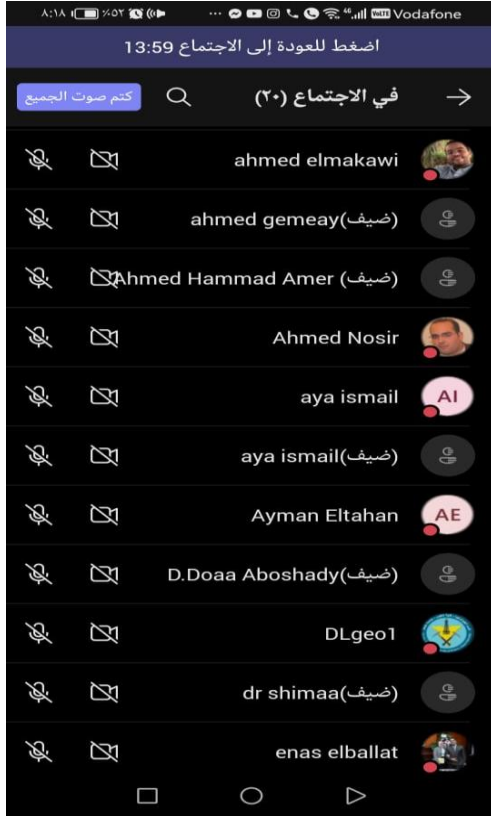 ٨:١٨ ٪٥٢ Vodafone
اضغط للعودة إلى الاجتماع 13:59
في الاجتماع (٢٠) كتم صوت الجميع
ahmed elmakawi
ahmed gemeay(ضيف)
Ahmed Hammad Amer (ضيف)
Ahmed Nosir
AI aya ismail
aya ismail(ضيف)
AE Ayman Eltahan
D.Doaa Aboshady(ضيف)
DLgeo1
dr shimaa(ضيف)
enas elballat